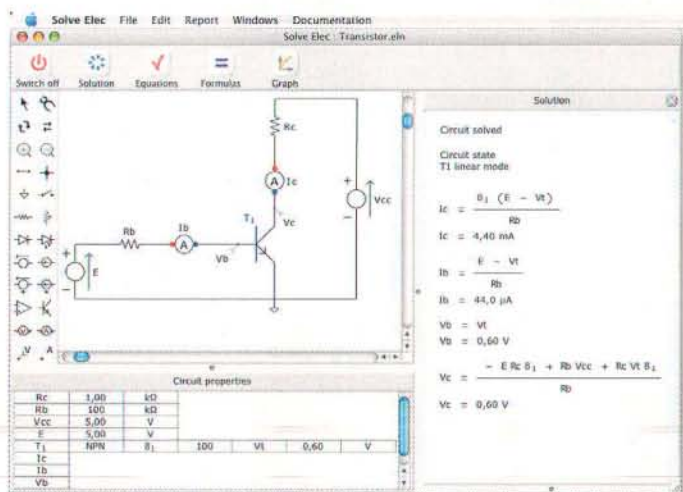 Solve Elec File Edit Report Windows Documentation
Solve Elec : Transistor.eln
Switch off Solution Equations Formulas Graph
Rc
A Ic
Vc
T₁
Vcc
Rb Ib
A
Vb
E
V A
Circuit properties
Rc 1,00 kΩ
Rb 100 kΩ
Vcc 5,00 V
E 5,00 V
T₁ NPN B₁ 100 Vt 0,60 V
Ic
Ib
Vb
Solution
Circuit solved
Circuit state
T1 linear mode
Ic = B₁ (E - Vt) / Rb
Ic = 4,40 mA
Ib = E - Vt / Rb
Ib = 44,0 μA
Vb = Vt
Vb = 0,60 V
Vc = - E Rc B₁ + Rb Vcc + Rc Vt B₁ / Rb
Vc = 0,60 V